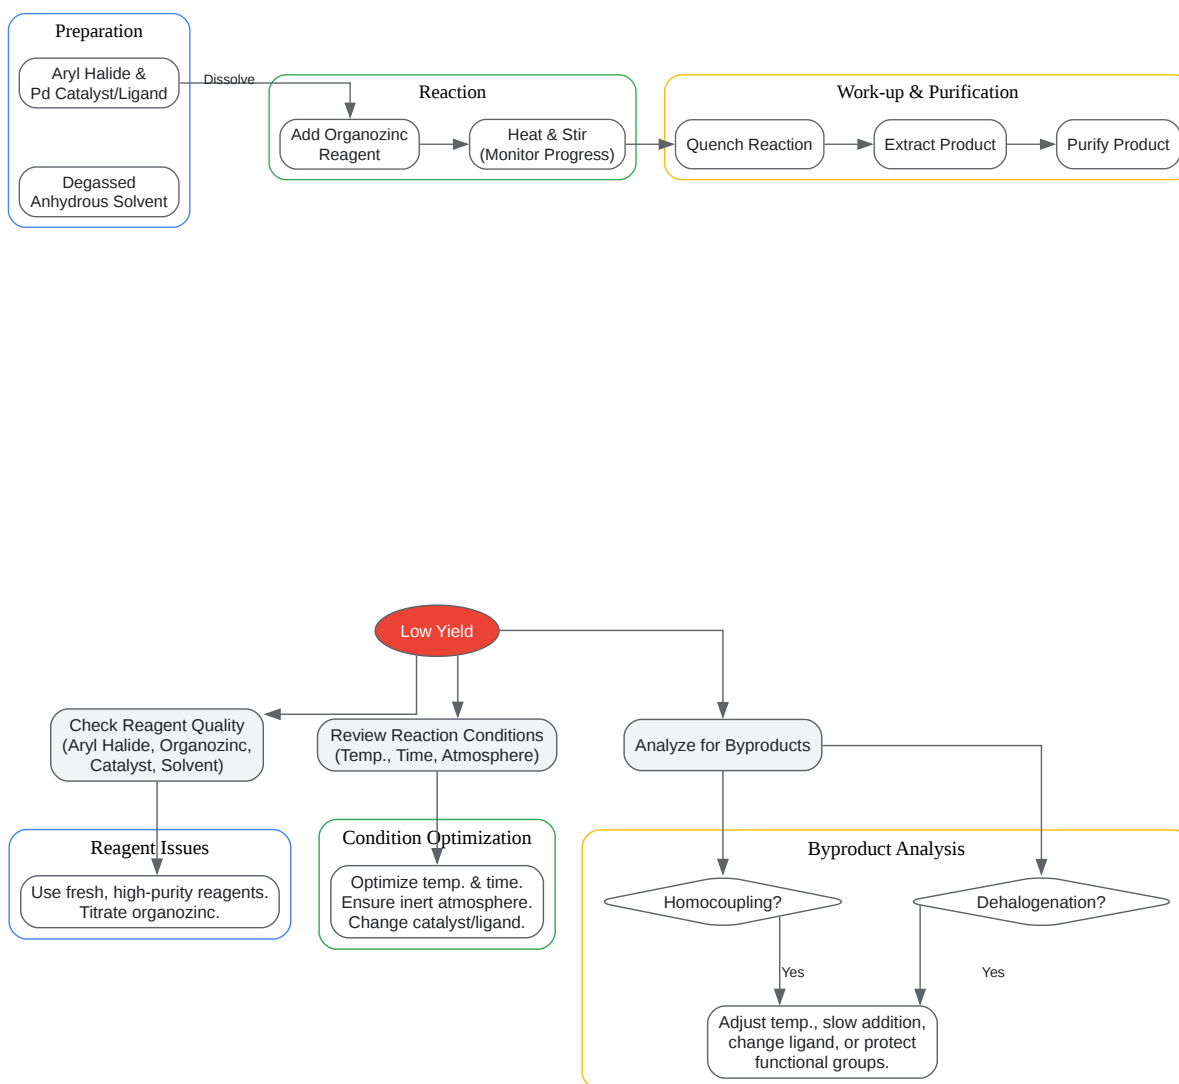 Preparation
Aryl Halide &
Pd Catalyst/Ligand
Dissolve
Degassed
Anhydrous Solvent
Reaction
Add Organozinc
Reagent
Heat & Stir
(Monitor Progress)
Work-up & Purification
Quench Reaction
Extract Product
Purify Product
Low Yield
Check Reagent Quality
(Aryl Halide, Organozinc,
Catalyst, Solvent)
Review Reaction Conditions
(Temp., Time, Atmosphere)
Analyze for Byproducts
Reagent Issues
Use fresh, high-purity reagents.
Titrate organozinc.
Condition Optimization
Optimize temp. & time.
Ensure inert atmosphere.
Change catalyst/ligand.
Byproduct Analysis
Homocoupling?
Dehalogenation?
Yes
Yes
Adjust temp., slow addition,
change ligand, or protect
functional groups.